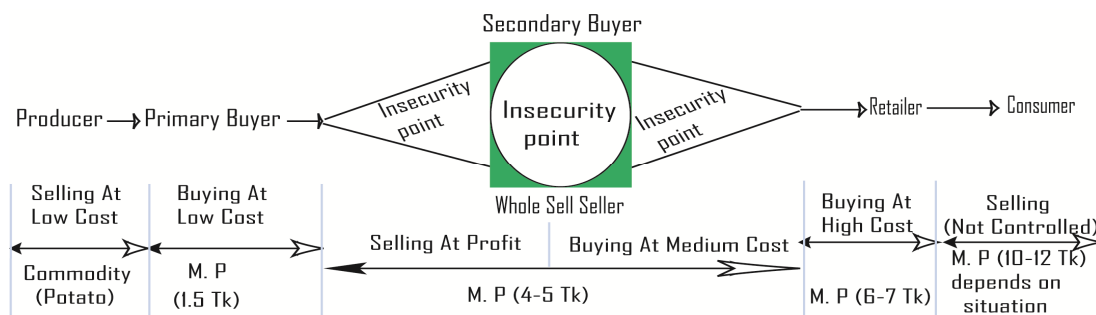 Secondary Buyer
Producer
Primary Buyer
Insecurity
point
Insecurity
point
Insecurity
point
Retailer
Consumer
Whole Sell Seller
Selling At
Low Cost
Commodity
(Potato)
Buying At
Low Cost
M. P
(1.5 Tk)
Selling At Profit
Buying At Medium Cost
M. P (4-5 Tk)
Buying At
High Cost
M. P (6-7 Tk)
Selling
(Not Controlled)
M. P (10-12 Tk)
depends on
situation